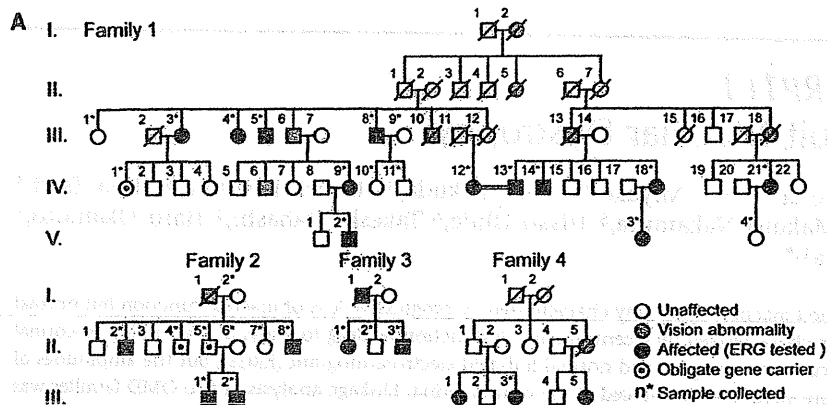 A I. Family 1 1 2
II. 1 2 3 4 5 6 7
III. 1* 2 3* 4* 5* 6 7 8* 9* 10 11 12 13 14 15 16 17 18
IV. 1* 2 3 4 5 6 7 8 9* 10* 11* 12* 13* 14* 15 16 17 18* 19 20 21* 22
V. 1 2* 3* 4*
Family 2 Family 3 Family 4
I. 1 2* 1 2 1 2
II. 1 2* 3 4* 5* 6* 7* 8* 1* 2* 3* 1 2 3 4 5*
III. 1* 2* 1 2 3* 4 5*
Unaffected
Vision abnormality
Affected (ERG tested )
Obligate gene carrier
n* Sample collected